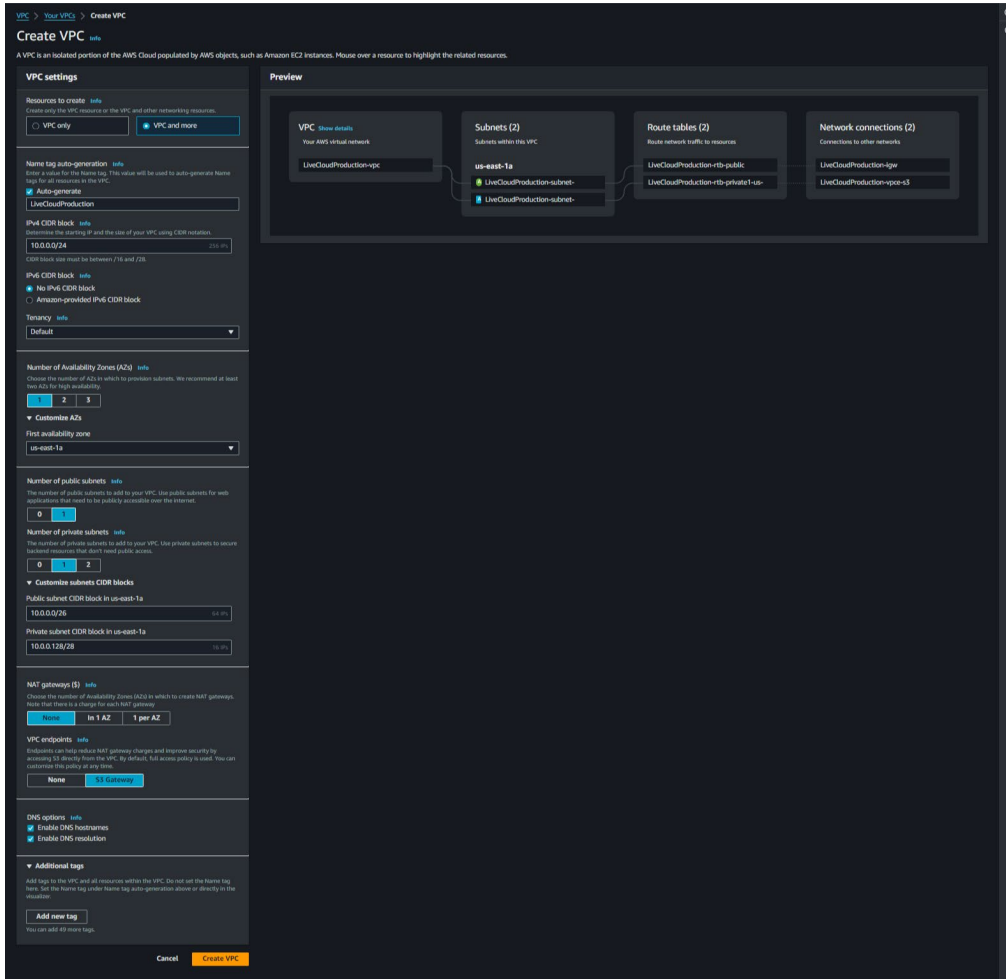 VPC > Your VPCs > Create VPC
Create VPC Info
A VPC is an isolated portion of the AWS Cloud populated by AWS objects, such as Amazon EC2 instances. Mouse over a resource to highlight the related resources.
VPC settings
Resources to create Info
Create only the VPC resource or the VPC and other networking resources.
VPC only
VPC and more
Name tag auto-generation Info
Enter a value for the Name tag. This value will be used to auto-generate Name
tags for all resources in the VPC.
Auto-generate
LiveCloudProduction
IPv4 CIDR block Info
Determine the starting IP and the size of your VPC using CIDR notation.
10.0.0.0/24 256 IPs
CIDR block size must be between /16 and /28.
IPv6 CIDR block Info
No IPv6 CIDR block
Amazon-provided IPv6 CIDR block
Tenancy Info
Default
Number of Availability Zones (AZs) Info
Choose the number of AZs in which to provision subnets. We recommend at least
two AZs for high availability.
1 2 3
Customize AZs
First availability zone
us-east-1a
Number of public subnets Info
The number of public subnets to add to your VPC. Use public subnets for web
applications that need to be publicly accessible over the internet.
0 1
Number of private subnets Info
The number of private subnets to add to your VPC. Use private subnets to secure
backend resources that don't need public access.
0 1 2
Customize subnets CIDR blocks
Public subnet CIDR block in us-east-1a
10.0.0.0/26 64 IPs
Private subnet CIDR block in us-east-1a
10.0.0.128/28 16 IPs
NAT gateways ($) Info
Choose the number of Availability Zones (AZs) in which to create NAT gateways.
Note that there is a charge for each NAT gateway
None In 1 AZ 1 per AZ
VPC endpoints Info
Endpoints can help reduce NAT gateway charges and improve security by
accessing S3 directly from the VPC. By default, full access policy is used. You can
customize this policy at any time.
None S3 Gateway
DNS options Info
Enable DNS hostnames
Enable DNS resolution
Additional tags
Add tags to the VPC and all resources within the VPC. Do not set the Name tag
here. Set the Name tag under Name tag auto-generation above or directly in the
visualizer.
Add new tag
You can add 49 more tags.
Cancel Create VPC
Preview
VPC Show details
Your AWS virtual network
LiveCloudProduction-vpc
Subnets (2)
Subnets within this VPC
us-east-1a
LiveCloudProduction-subnet-
LiveCloudProduction-subnet-
Route tables (2)
Route network traffic to resources
LiveCloudProduction-rtb-public
LiveCloudProduction-rtb-private1-us-
Network connections (2)
Connections to other networks
LiveCloudProduction-igw
LiveCloudProduction-vpce-s3